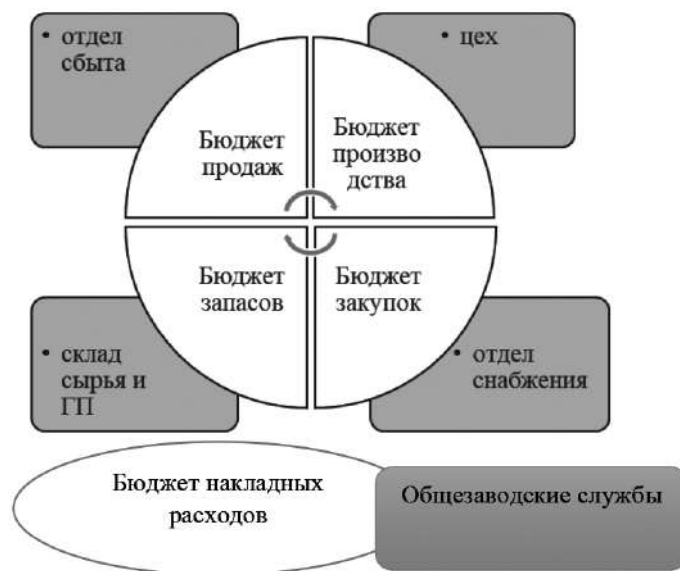 • отдел
сбыта
• цех
Бюджет
продаж
Бюджет
произво
дства
Бюджет
запасов
Бюджет
закупок
• склад
сырья и
ГП
• отдел
снабжения
Бюджет накладных
расходов
Общезаводские службы